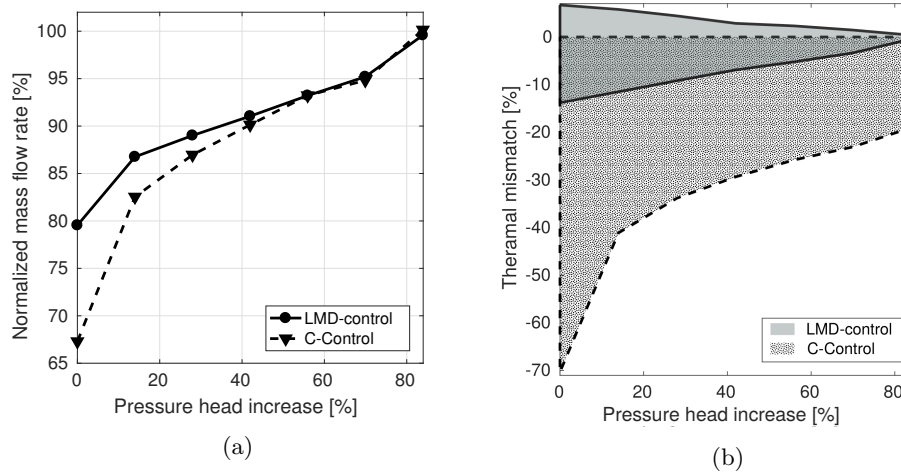 Normalized mass flow rate [%]
100
95
90
85
80
75
70
65
0
20
40
60
80
LMD-control
C-Control
Pressure head increase [%]
(a)
Theramal mismatch [%]
0
-10
-20
-30
-40
-50
-60
-70
0
20
40
60
80
LMD-control
C-Control
Pressure head increase [%]
(b)